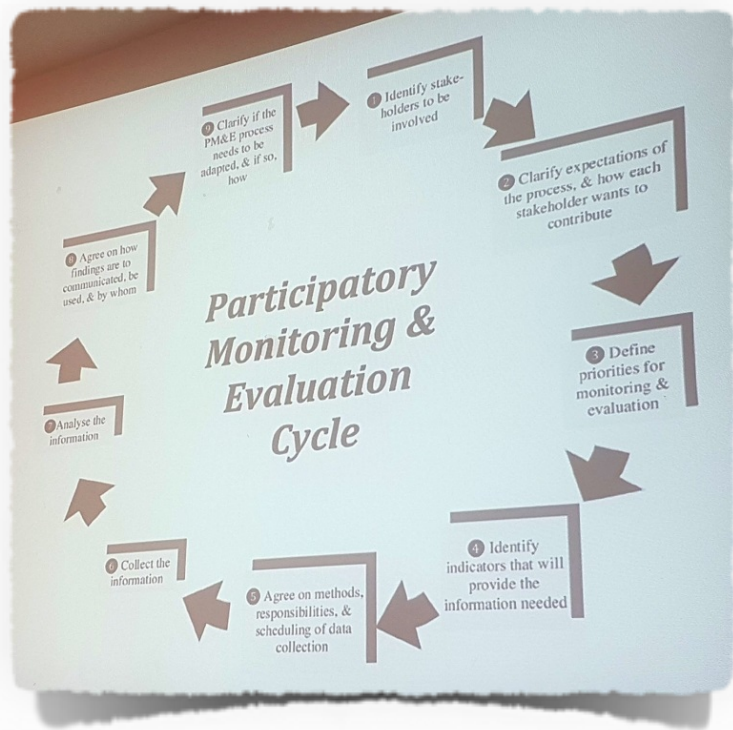 Participatory
Monitoring &
Evaluation
Cycle
1 Identify stake-
holders to be
involved
2 Clarify expectations of
the process, & how each
stakeholder wants to
contribute
3 Define
priorities for
monitoring &
evaluation
4 Identify
indicators that will
provide the
information needed
5 Agree on methods,
responsibilities, &
scheduling of data
collection
6 Collect the
information
7 Analyse the
information
8 Agree on how
findings are to
communicated, be
used, & by whom
9 Clarify if the
PM&E process
needs to be
adapted, & if so,
how